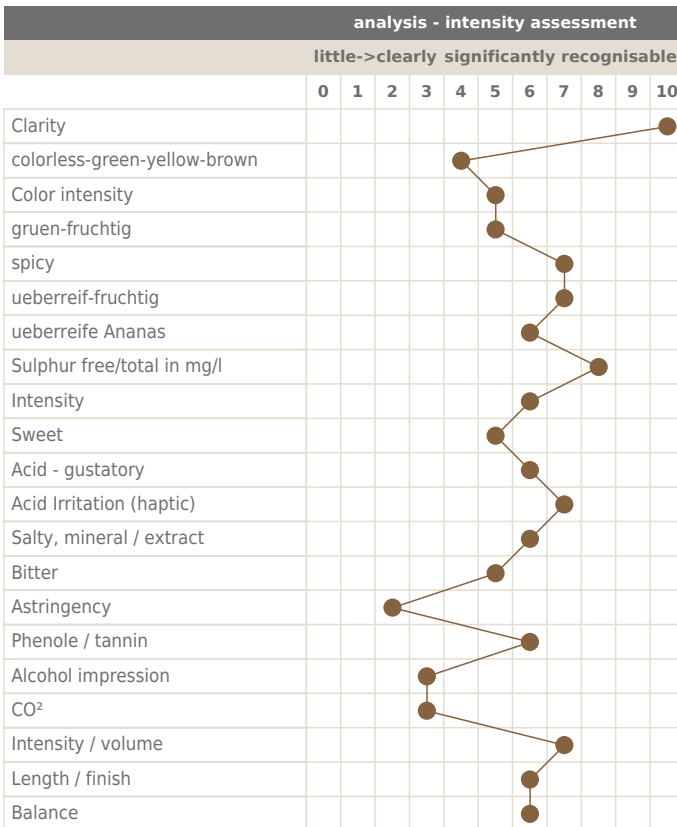 analysis - intensity assessment
little->clearly significantly recognisable
0 1 2 3 4 5 6 7 8 9 10
Clarity
colorless-green-yellow-brown
Color intensity
gruen-fruchtig
spicy
ueberreif-fruchtig
ueberreife Ananas
Sulphur free/total in mg/l
Intensity
Sweet
Acid - gustatory
Acid Irritation (haptic)
Salty, mineral / extract
Bitter
Astringency
Phenole / tannin
Alcohol impression
CO²
Intensity / volume
Length / finish
Balance